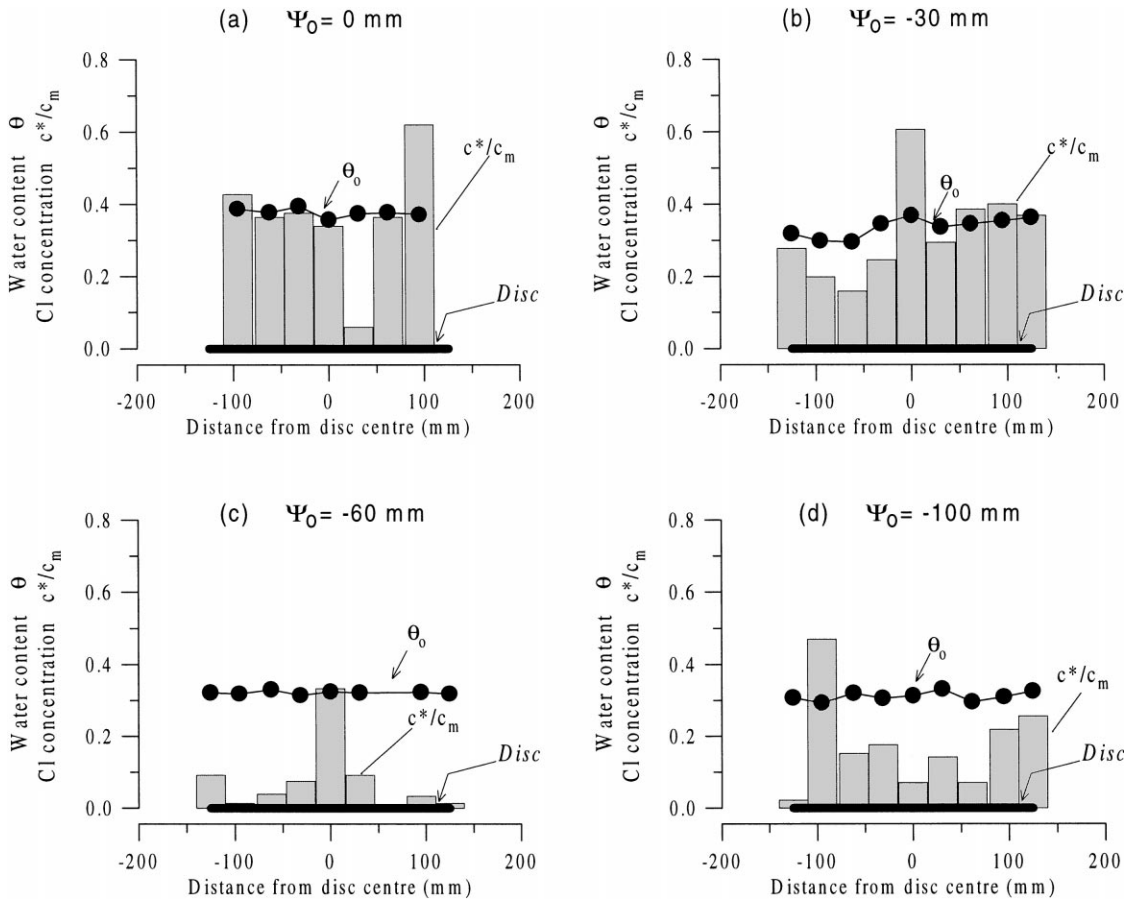 (a) Ψo= 0 mm
0.8
0.6
0.4
0.2
0.0
Water content θ
Cl concentration c*/cm
θo
c*/cm
Disc
-200 -100 0 100 200
Distance from disc centre (mm)
(b) Ψo= -30 mm
0.8
0.6
0.4
0.2
0.0
Water content θ
Cl concentration c*/cm
θo
c*/cm
Disc
-200 -100 0 100 200
Distance from disc centre (mm)
(c) Ψo= -60 mm
0.8
0.6
0.4
0.2
0.0
Water content θ
Cl concentration c*/cm
θo
c*/cm
Disc
-200 -100 0 100 200
Distance from disc centre (mm)
(d) Ψo= -100 mm
0.8
0.6
0.4
0.2
0.0
Water content θ
Cl concentration c*/cm
θo
c*/cm
Disc
-200 -100 0 100 200
Distance from disc centre (mm)